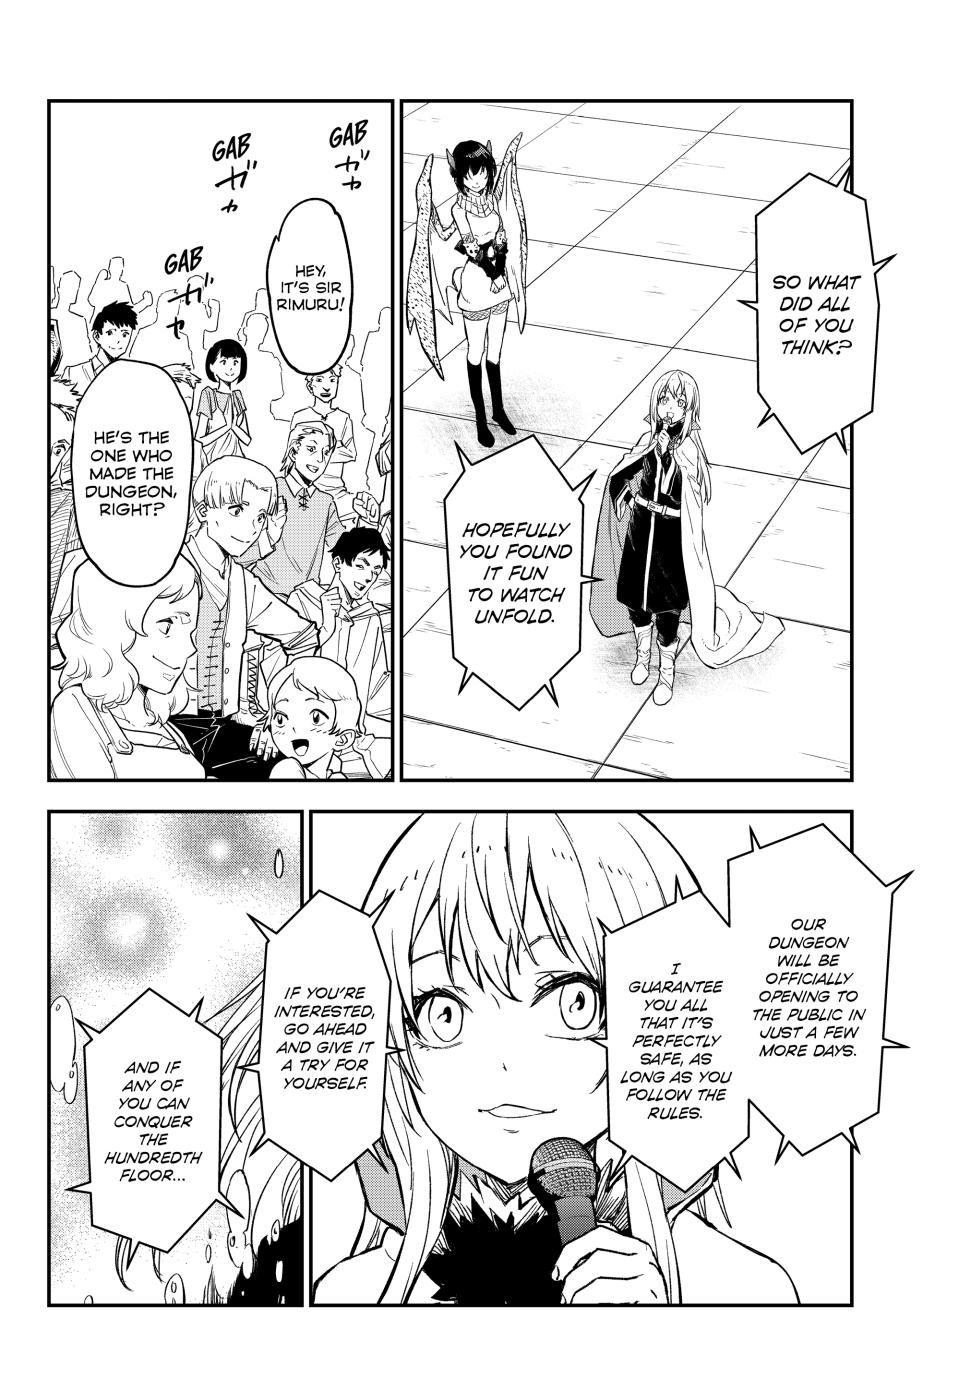 SO WHAT
DID ALL
OF YOU
THINK?
HOPEFULLY
YOU FOUND
IT FUN
TO WATCH
UNFOLD.
GAB
ガヤ
GAB
ガヤ
GAB
ガヤ
HEY,
IT'S SIR
RIMURU!
HE'S THE
ONE WHO
MADE THE
DUNGEON,
RIGHT?
OUR
DUNGEON
WILL BE
OFFICIALLY
OPENING TO
THE PUBLIC IN
JUST A FEW
MORE DAYS.
I
GUARANTEE
YOU ALL
THAT IT'S
PERFECTLY
SAFE, AS
LONG AS YOU
FOLLOW THE
RULES.
IF YOU'RE
INTERESTED,
GO AHEAD
AND GIVE IT
A TRY FOR
YOURSELF.
AND IF
ANY OF
YOU CAN
CONQUER
THE
HUNDREDTH
FLOOR...